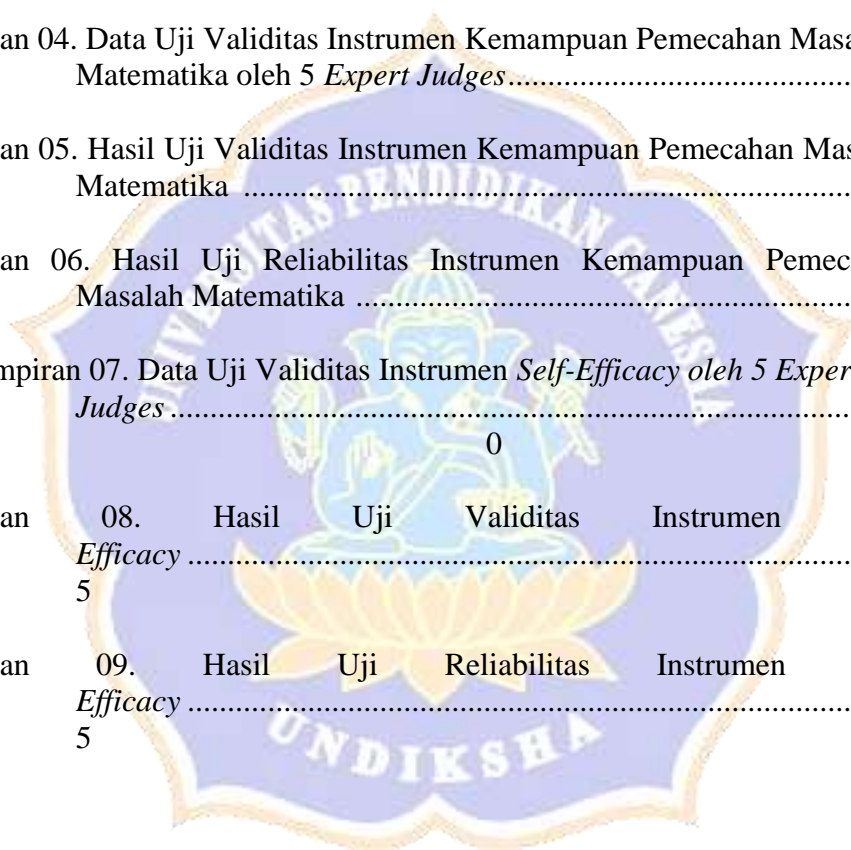 an 04. Data Uji Validitas Instrumen Kemampuan Pemecahan Masa
Matematika oleh 5 Expert Judges..........................................
an 05. Hasil Uji Validitas Instrumen Kemampuan Pemecahan Mas
Matematika ..........................................................................
an 06. Hasil Uji Reliabilitas Instrumen Kemampuan Pemec
Masalah Matematika ............................................................
mpiran 07. Data Uji Validitas Instrumen Self-Efficacy oleh 5 Exper
Judges ....................................................................................
0
an 08. Hasil Uji Validitas Instrumen
Efficacy ..................................................................................
5
an 09. Hasil Uji Reliabilitas Instrumen
Efficacy ..................................................................................
5
UNIVERSITAS PENDIDIKAN GANESHA
UNDIKSHA